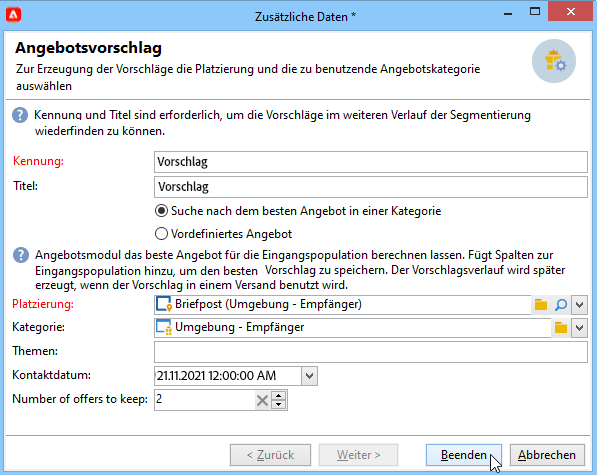 Zusätzliche Daten *
Angebotsvorschlag
Zur Erzeugung der Vorschläge die Platzierung und die zu benutzende Angebotskategorie
auswählen
Kennung und Titel sind erforderlich, um die Vorschläge im weiteren Verlauf der Segmentierung
wiederfinden zu können.
Kennung: Vorschlag
Titel: Vorschlag
Suche nach dem besten Angebot in einer Kategorie
Vordefiniertes Angebot
Angebotsmodul das beste Angebot für die Eingangspopulation berechnen lassen. Fügt Spalten zur
Eingangspopulation hinzu, um den besten Vorschlag zu speichern. Der Vorschlagsverlauf wird später
erzeugt, wenn der Vorschlag in einem Versand benutzt wird.
Platzierung: Briefpost (Umgebung - Empfänger)
Kategorie: Umgebung - Empfänger
Themen:
Kontaktdatum: 21.11.2021 12:00:00 AM
Number of offers to keep: 2
< Zurück Weiter > Beenden Abbrechen